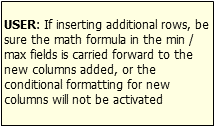 USER: If inserting additional rows, be
sure the math formula in the min /
max fields is carried forward to the
new columns added, or the
conditional formatting for new
columns will not be activated